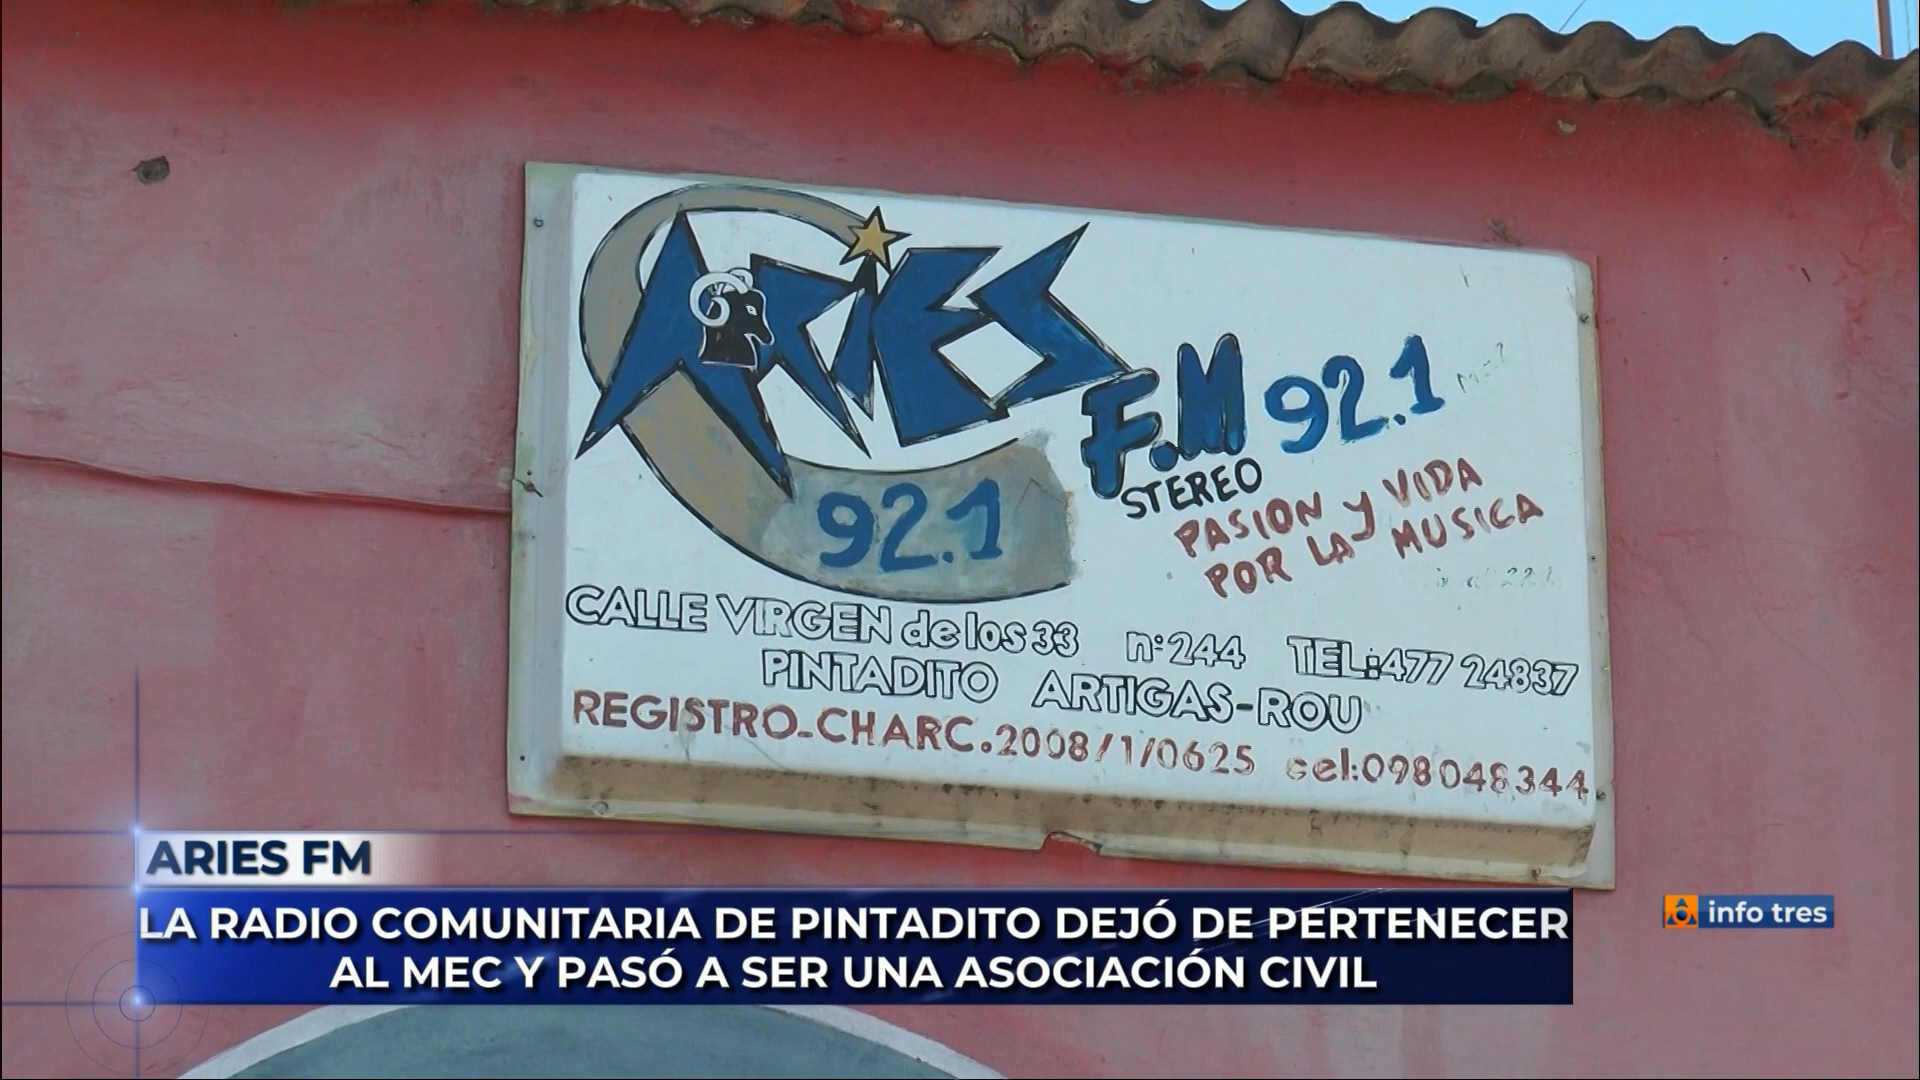 ARIES
F.M 92.1
STEREO
PASION Y VIDA
POR LA MUSICA
92.1
CALLE VIRGEN de los 33 nº 244 TEL:477 24837
PINTADITO ARTIGAS-ROU
REGISTRO-CHARC.2008/1/0625 cel:098048344
ARIES FM
LA RADIO COMUNITARIA DE PINTADITO DEJÓ DE PERTENECER
AL MEC Y PASÓ A SER UNA ASOCIACIÓN CIVIL
info tres